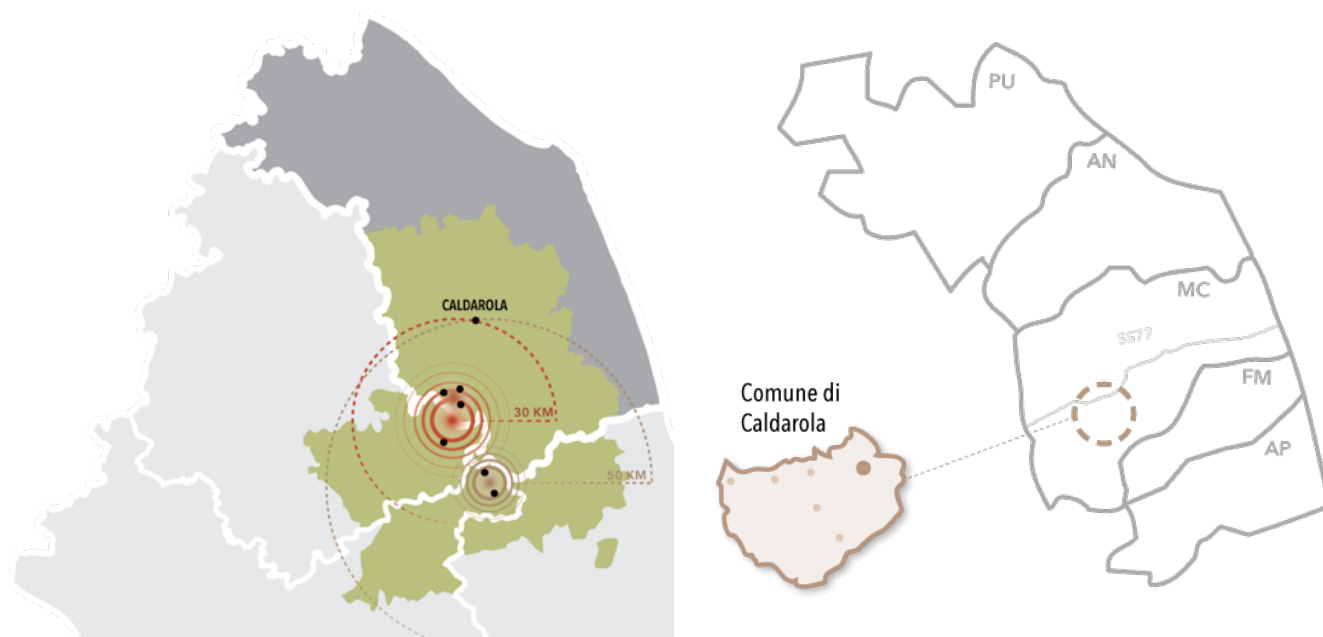 CALDAROLA
30 KM
50 KM
PU
AN
MC
SS77
FM
AP
Comune di
Caldarola